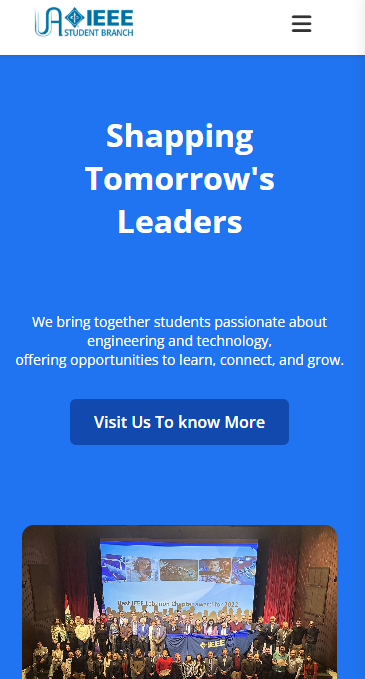 UA IEEE
STUDENT BRANCH
Shapping
Tomorrow's
Leaders
We bring together students passionate about
engineering and technology,
offering opportunities to learn, connect, and grow.
Visit Us To know More
IEEE